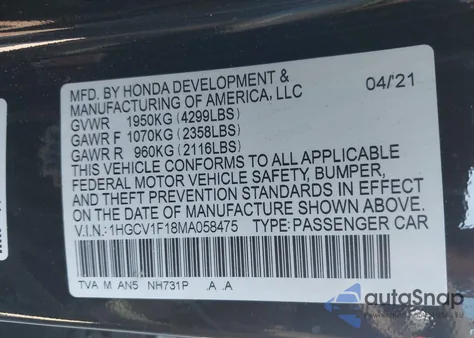 MFD. BY HONDA DEVELOPMENT &
MANUFACTURING OF AMERICA, LLC 04/21
GVWR 1950KG (4299LBS)
GAWR F 1070KG (2358LBS)
GAWR R 960KG (2116LBS)
THIS VEHICLE CONFORMS TO ALL APPLICABLE
FEDERAL MOTOR VEHICLE SAFETY, BUMPER,
AND THEFT PREVENTION STANDARDS IN EFFECT
ON THE DATE OF MANUFACTURE SHOWN ABOVE.
V.I.N.: 1HGCV1F18MA058475 TYPE: PASSENGER CAR
TVA M AN5 NH731P .A .A
autoSnap